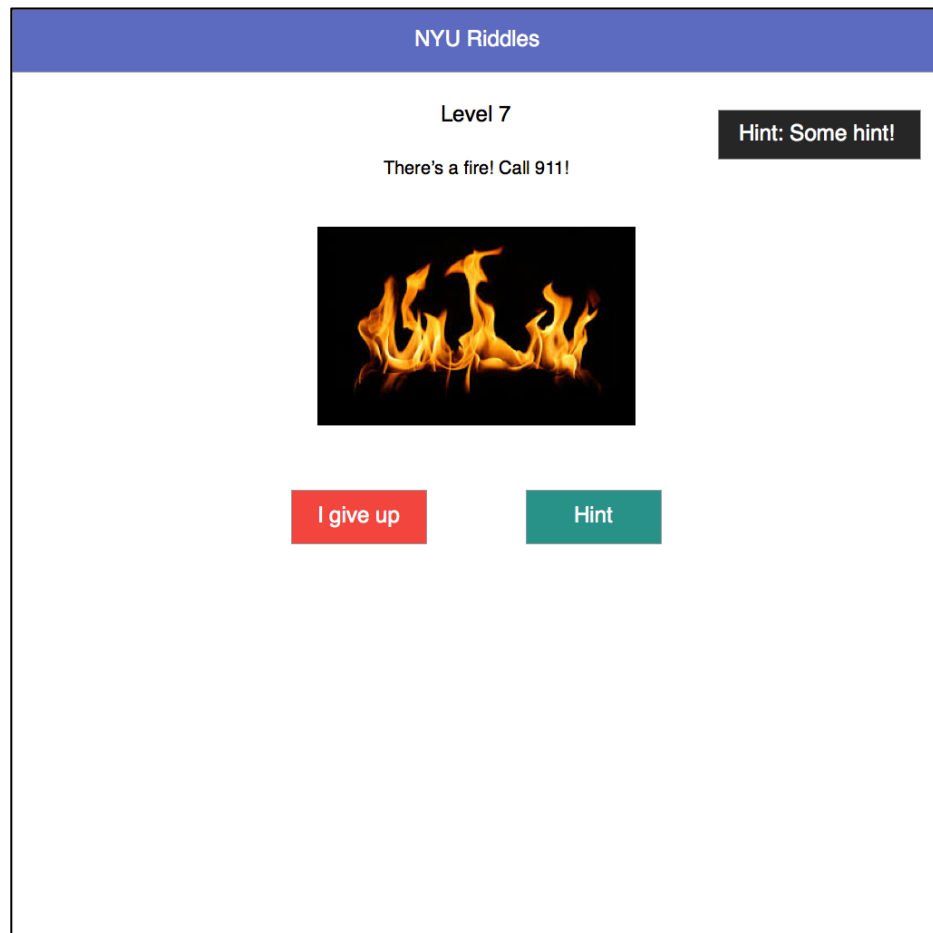 NYU Riddles
Level 7
Hint: Some hint!
There’s a fire! Call 911!
I give up
Hint